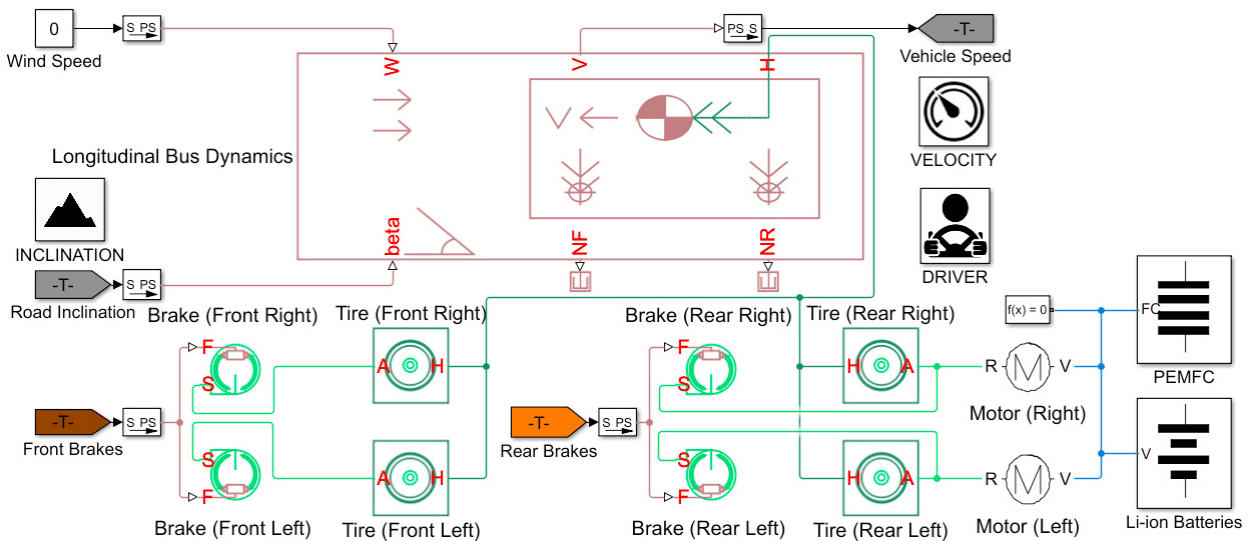 0
S PS
PS S
-T-
Wind Speed
Vehicle Speed
W
V
H
VELOCITY
Longitudinal Bus Dynamics
INCLINATION
beta
NF
NR
DRIVER
-T-
S PS
Road Inclination
Brake (Front Right)
Tire (Front Right)
Brake (Rear Right)
Tire (Rear Right)
f(x) = 0
FC
PEMFC
F
S
A
H
F
S
H
A
R
M
V
Motor (Right)
-T-
S PS
Front Brakes
-T-
S PS
Rear Brakes
S
F
A
H
S
F
H
A
R
M
V
V
Brake (Front Left)
Tire (Front Left)
Brake (Rear Left)
Tire (Rear Left)
Motor (Left)
Li-ion Batteries